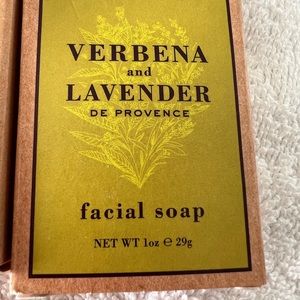 VERBENA
and
LAVENDER
DE PROVENCE
facial soap
NET WT 1oz ℮ 29g